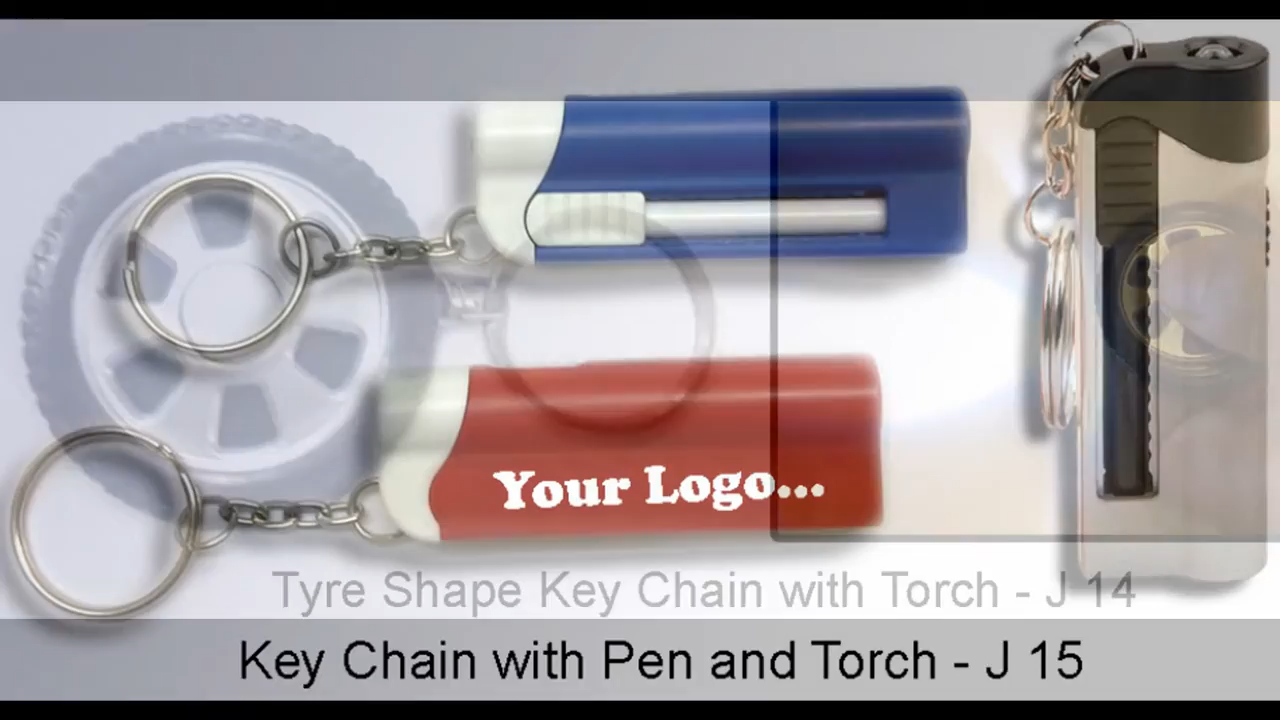 Your Logo...
Tyre Shape Key Chain with Torch - J 14
Key Chain with Pen and Torch - J 15